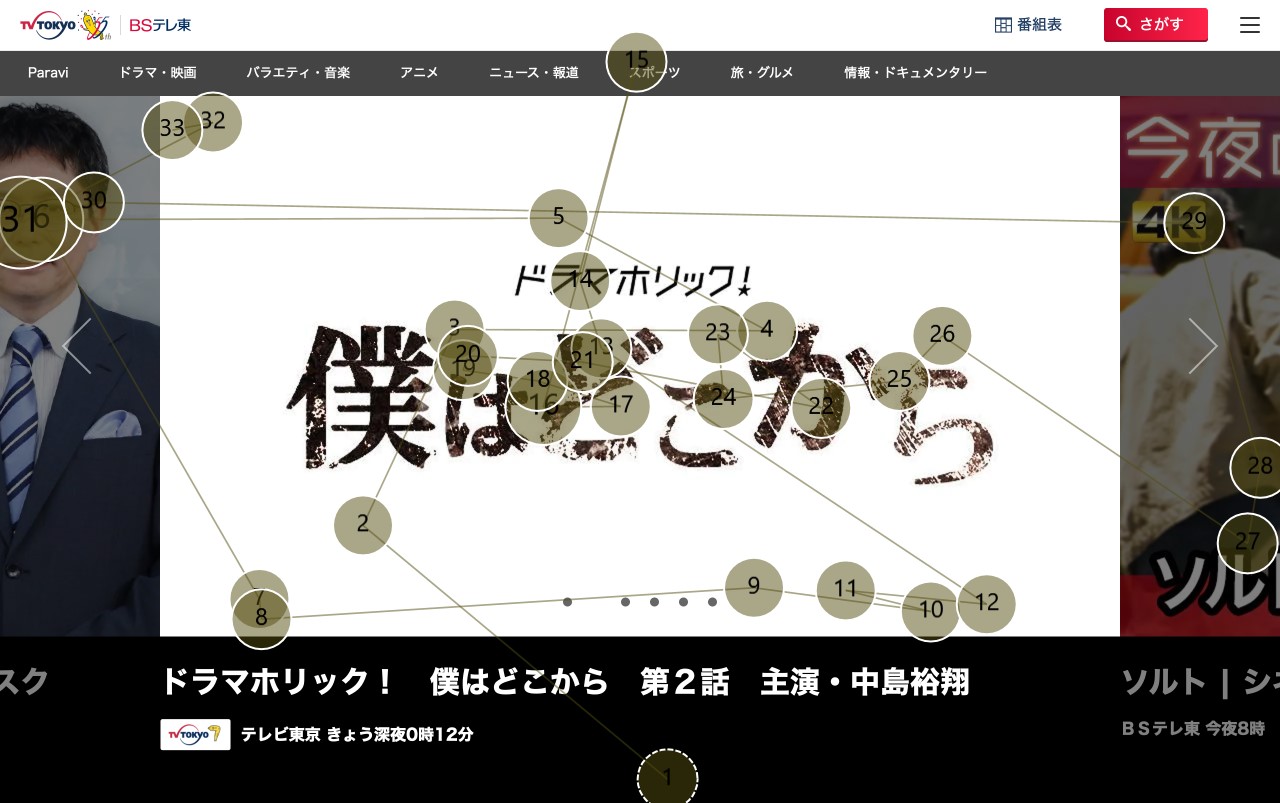 TV TOKYO BSテレ東 番組表 さがす
Paravi ドラマ・映画 バラエティ・音楽 アニメ ニュース・報道 スポーツ 旅・グルメ 情報・ドキュメンタリー
33 32
15
今夜
31 6 30
5
4K 29
14
ドラマホリック!
3 20 19 13 21 23 4 26
18 16 17 24 22 25
僕はどこから
28
2
27
ソルト
7 8 9 11 10 12
スク
ドラマホリック！ 僕はどこから 第２話 主演・中島裕翔
ソルト | シネ
TV TOKYO 7 テレビ東京 きょう深夜0時12分
ＢＳテレ東 今夜8時
1